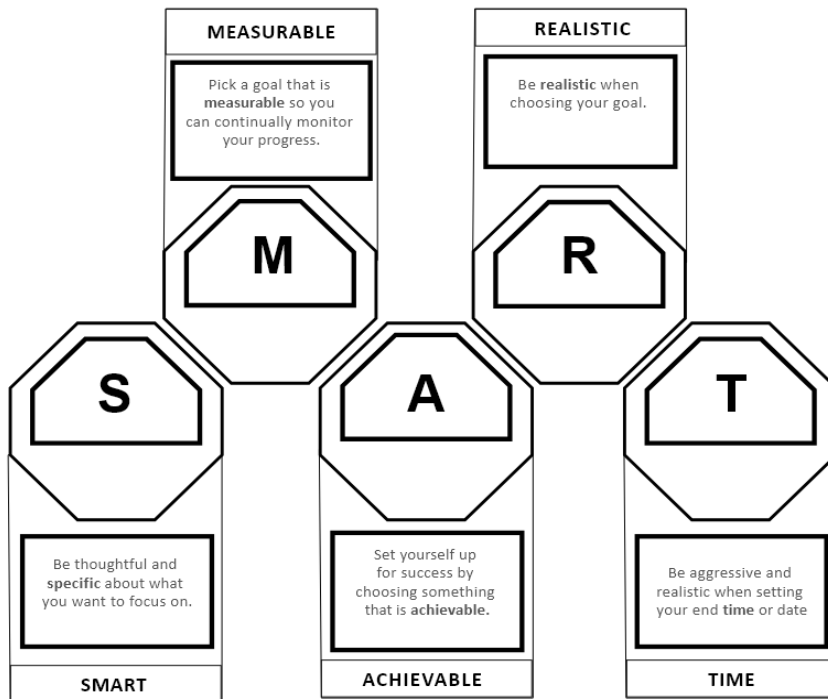 MEASURABLE
Pick a goal that is
measurable so you
can continually monitor
your progress.
M
REALISTIC
Be realistic when
choosing your goal.
R
S
Be thoughtful and
specific about what
you want to focus on.
SMART
A
Set yourself up
for success by
choosing something
that is achievable.
ACHIEVABLE
T
Be aggressive and
realistic when setting
your end time or date
TIME